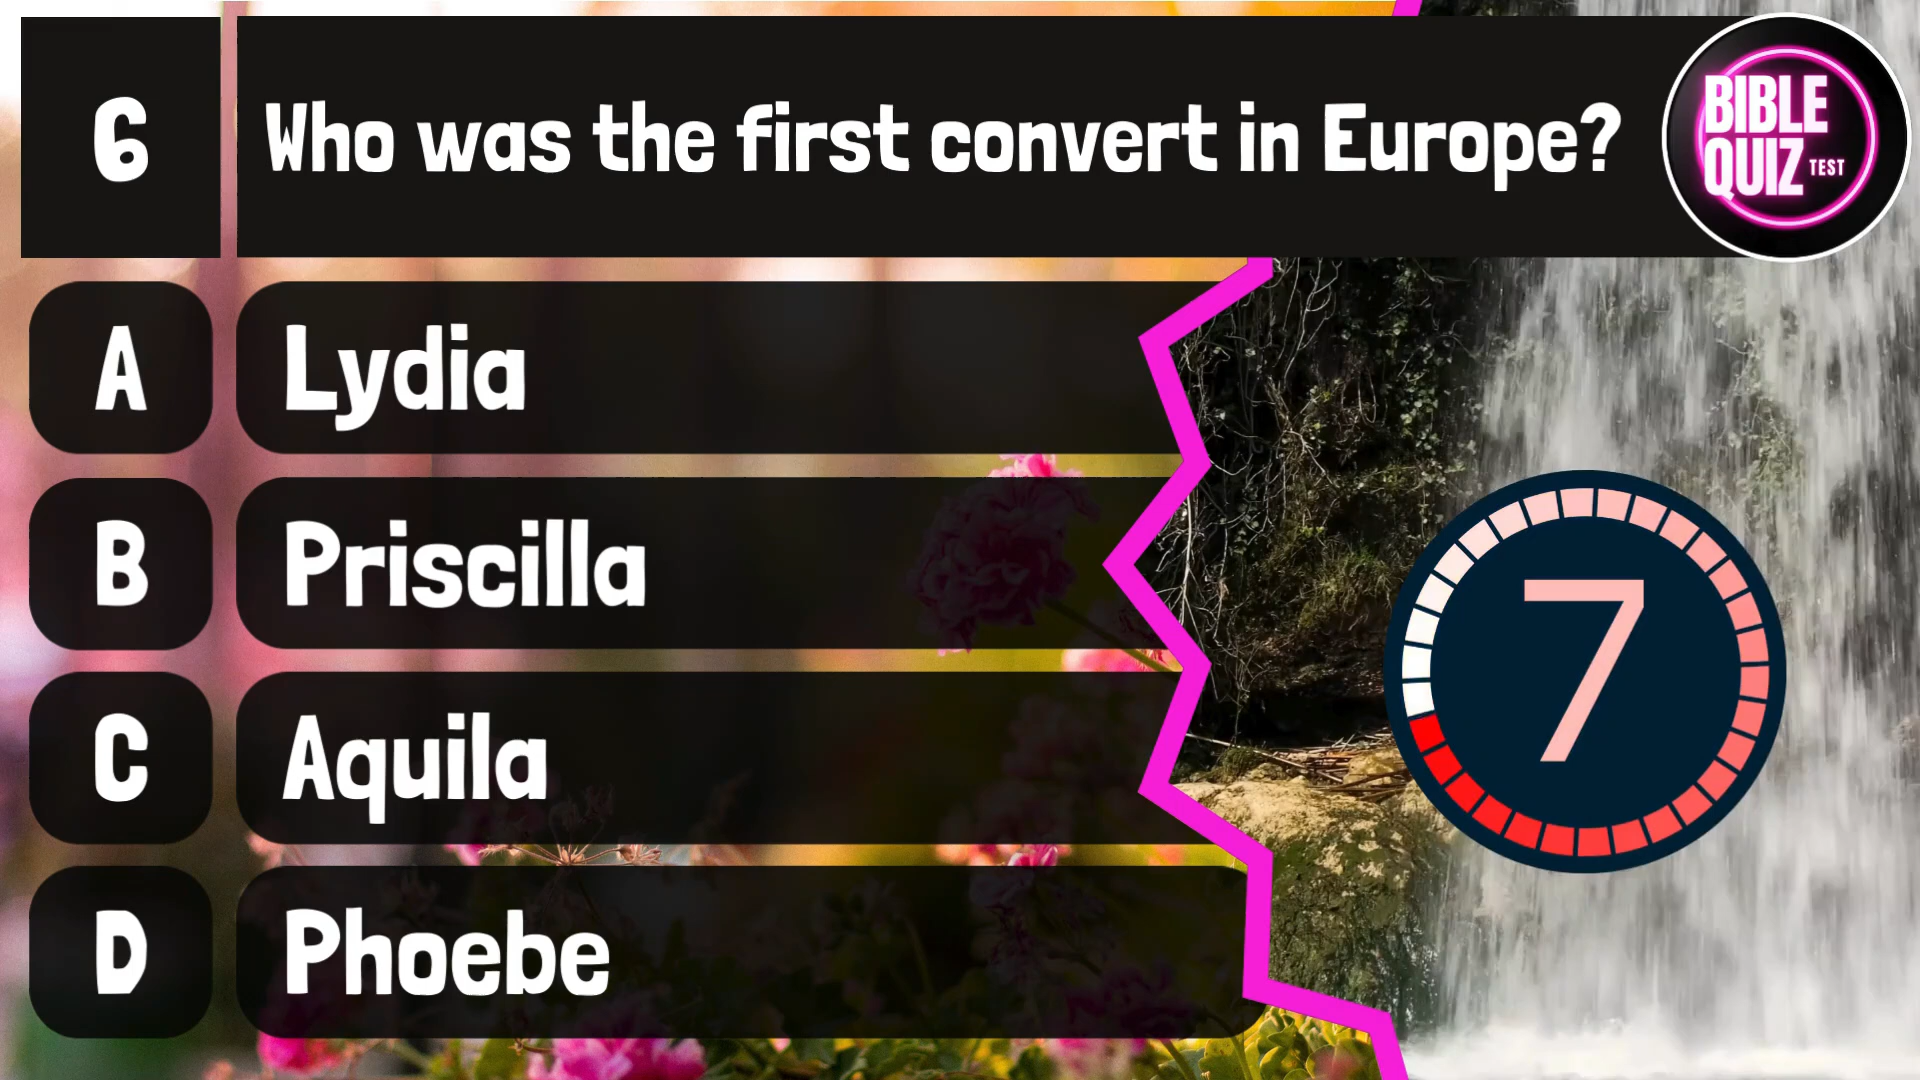 6
Who was the first convert in Europe?
BIBLE
QUIZ TEST
A
Lydia
B
Priscilla
C
Aquila
D
Phoebe
7